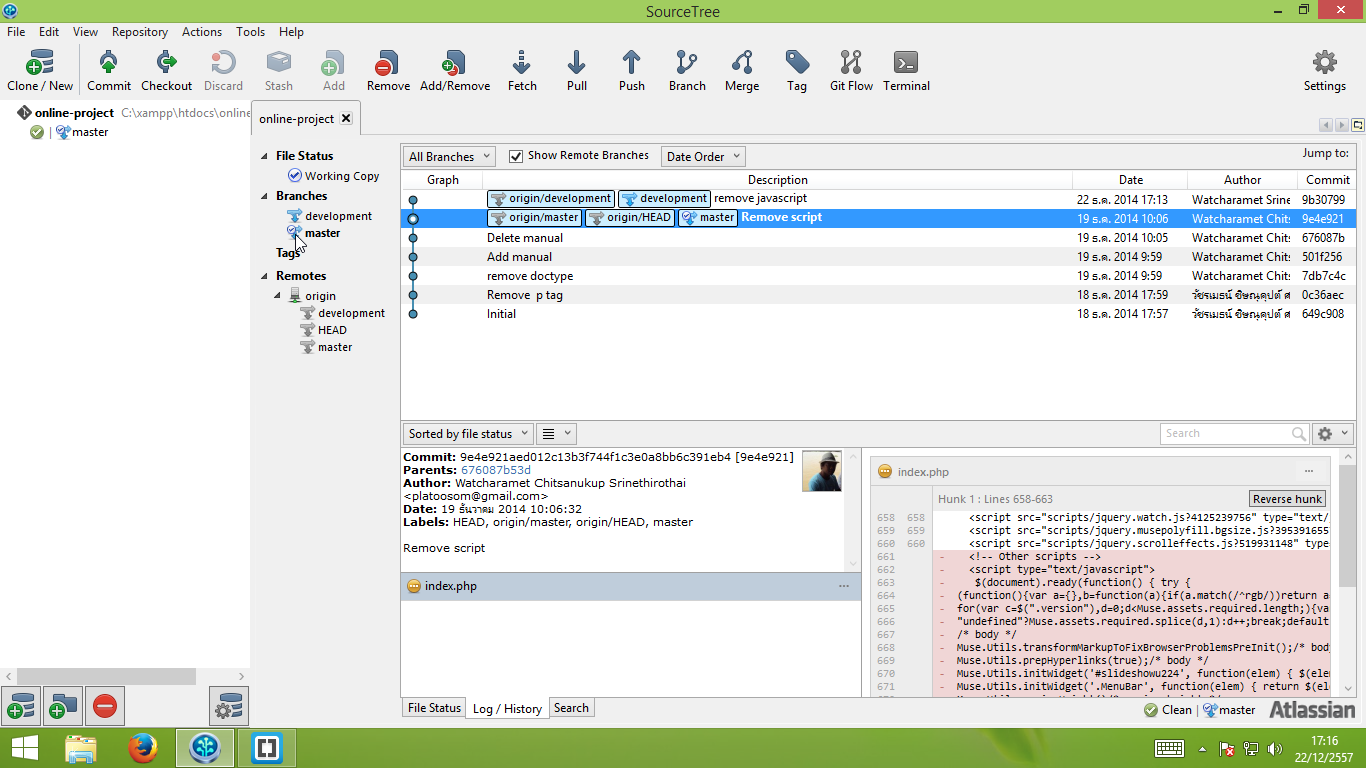 SourceTree
File Edit View Repository Actions Tools Help
Clone / New Commit Checkout Discard Stash Add Remove Add/Remove Fetch Pull Push Branch Merge Tag Git Flow Terminal Settings
online-project C:\xampp\htdocs\online
master
online-project
File Status
Working Copy
Branches
development
master
Tags
Remotes
origin
development
HEAD
master
All Branches Show Remote Branches Date Order Jump to:
Graph Description Date Author Commit
origin/development development remove javascript 22 ธ.ค. 2014 17:13 Watcharamet Srine 9b30799
origin/master origin/HEAD master Remove script 19 ธ.ค. 2014 10:06 Watcharamet Chits 9e4e921
Delete manual 19 ธ.ค. 2014 10:05 Watcharamet Chits 676087b
Add manual 19 ธ.ค. 2014 9:59 Watcharamet Chits 501f256
remove doctype 19 ธ.ค. 2014 9:59 Watcharamet Chits 7db7c4c
Remove p tag 18 ธ.ค. 2014 17:59 วัชรเมธน์ ชิษณุคุปต์ ศ 0c36aec
Initial 18 ธ.ค. 2014 17:57 วัชรเมธน์ ชิษณุคุปต์ ศ 649c908
Sorted by file status Search
Commit: 9e4e921aed012c13b3f744f1c3e0a8bb6c391eb4 [9e4e921]
Parents: 676087b53d
Author: Watcharamet Chitsanukup Srinethirothai
<platoosom@gmail.com>
Date: 19 ธันวาคม 2014 10:06:32
Labels: HEAD, origin/master, origin/HEAD, master
Remove script
index.php
index.php
Hunk 1 : Lines 658-663 Reverse hunk
658 658 <script src="scripts/jquery.watch.js?4125239756" type="text/
659 659 <script src="scripts/jquery.musepolyfill.bgsize.js?395391655
660 660 <script src="scripts/jquery.scrolleffects.js?519931148" type
661 - <!-- Other scripts -->
662 - <script type="text/javascript">
663 - $(document).ready(function() { try {
664 - (function(){var a={},b=function(a){if(a.match(/^rgb/))return a
665 - for(var c=$(".version"),d=0;d<Muse.assets.required.length;){va
666 - "undefined"?Muse.assets.required.splice(d,1):d++;break;default
667 - /* body */
668 - Muse.Utils.transformMarkupToFixBrowserProblemsPreInit();/* body
669 - Muse.Utils.prepHyperlinks(true);/* body */
670 - Muse.Utils.initWidget('#slideshowu224', function(elem) { $(ele
671 - Muse.Utils.initWidget('.MenuBar', function(elem) { return $(el
File Status Log / History Search
Clean master Atlassian
17:16
22/12/2557